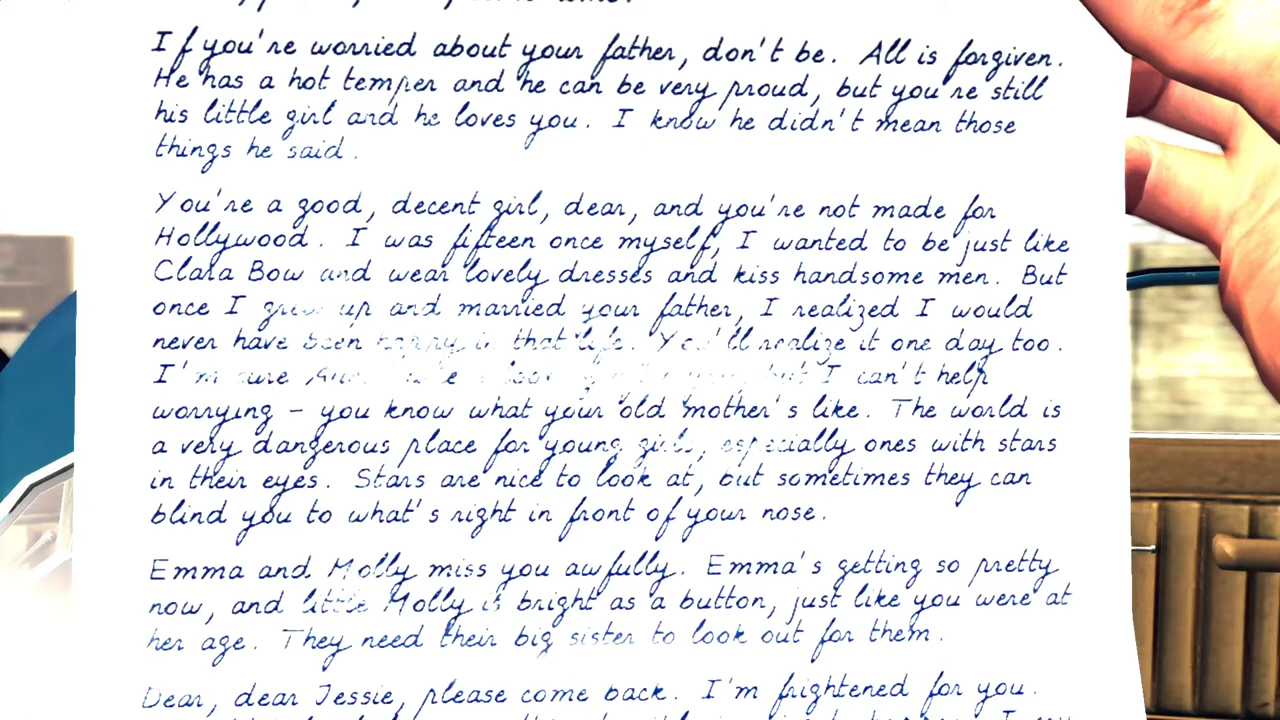 If you're worried about your father, don't be. All is forgiven.
He has a hot temper and he can be very proud, but you're still
his little girl and he loves you. I know he didn't mean those
things he said.
You're a good, decent girl, dear, and you're not made for
Hollywood. I was fifteen once myself, I wanted to be just like
Clara Bow and wear lovely dresses and kiss handsome men. But
once I grew up and married your father, I realized I would
never have been happy in that life. You'll realize it one day too.
I'm sure but I can't help
worrying - you know what your old mother's like. The world is
a very dangerous place for young girls, especially ones with stars
in their eyes. Stars are nice to look at, but sometimes they can
blind you to what's right in front of your nose.
Emma and Molly miss you awfully. Emma's getting so pretty
now, and little Molly is bright as a button, just like you were at
her age. They need their big sister to look out for them.
Dear, dear Jessie, please come back. I'm frightened for you.